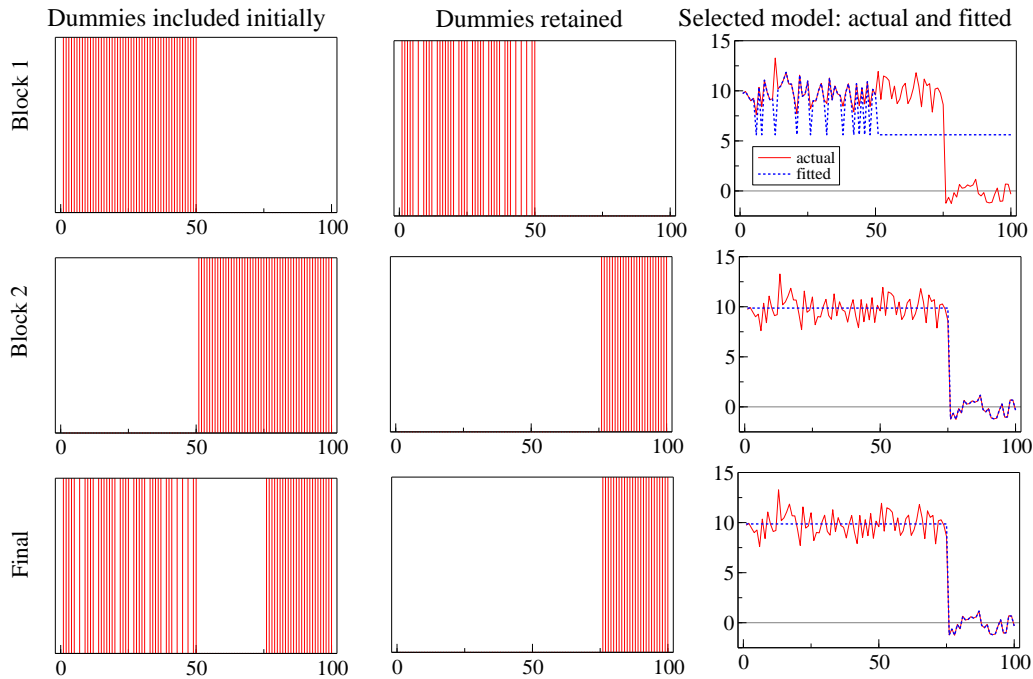 Dummies included initially
Dummies retained
Selected model: actual and fitted
Block 1
0 50 100
0 50 100
15
10
5
0
actual
fitted
0 50 100
Block 2
0 50 100
0 50 100
15
10
5
0
0 50 100
Final
0 50 100
0 50 100
15
10
5
0
0 50 100